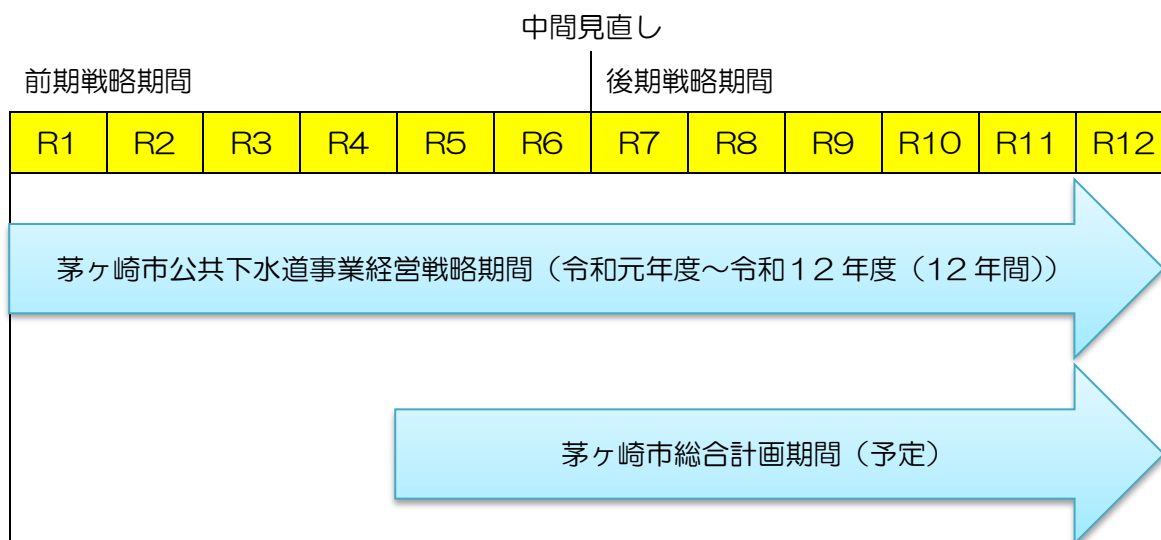 中間見直し
前期戦略期間 後期戦略期間
R1 R2 R3 R4 R5 R6 R7 R8 R9 R10 R11 R12
茅ヶ崎市公共下水道事業経営戦略期間（令和元年度～令和１２年度（12年間））
茅ヶ崎市総合計画期間（予定）